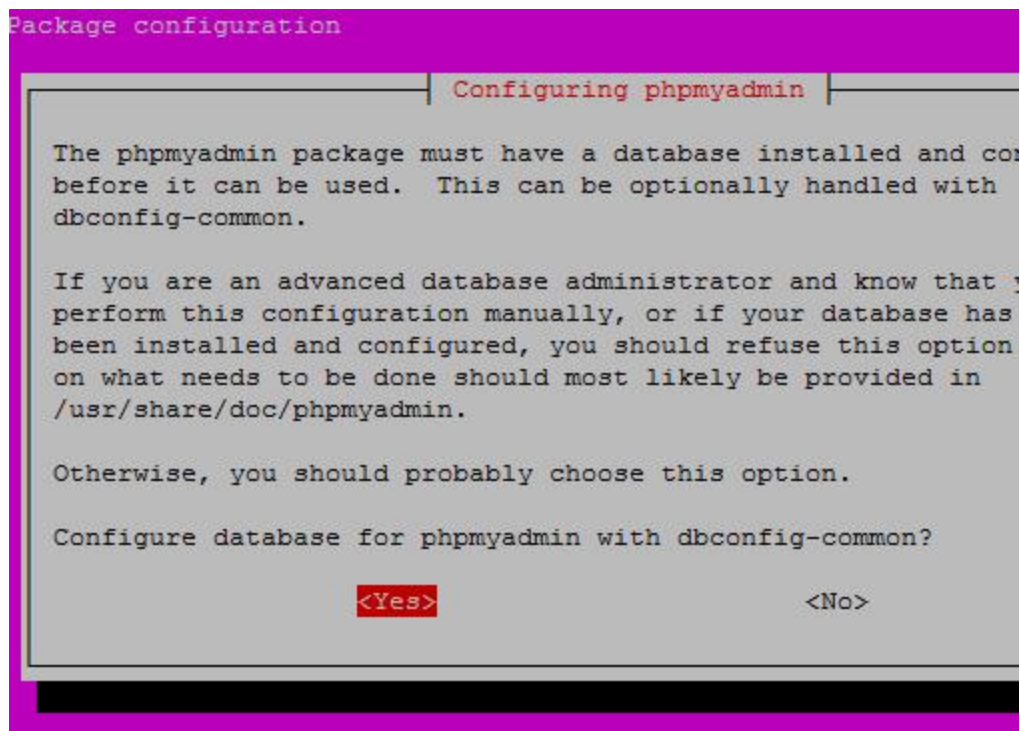 Package configuration
Configuring phpmyadmin
The phpmyadmin package must have a database installed and
before it can be used.  This can be optionally handled with
dbconfig-common.
If you are an advanced database administrator and know that
perform this configuration manually, or if your database has
been installed and configured, you should refuse this option
on what needs to be done should most likely be provided in
/usr/share/doc/phpmyadmin.
Otherwise, you should probably choose this option.
Configure database for phpmyadmin with dbconfig-common?
<Yes> <No>